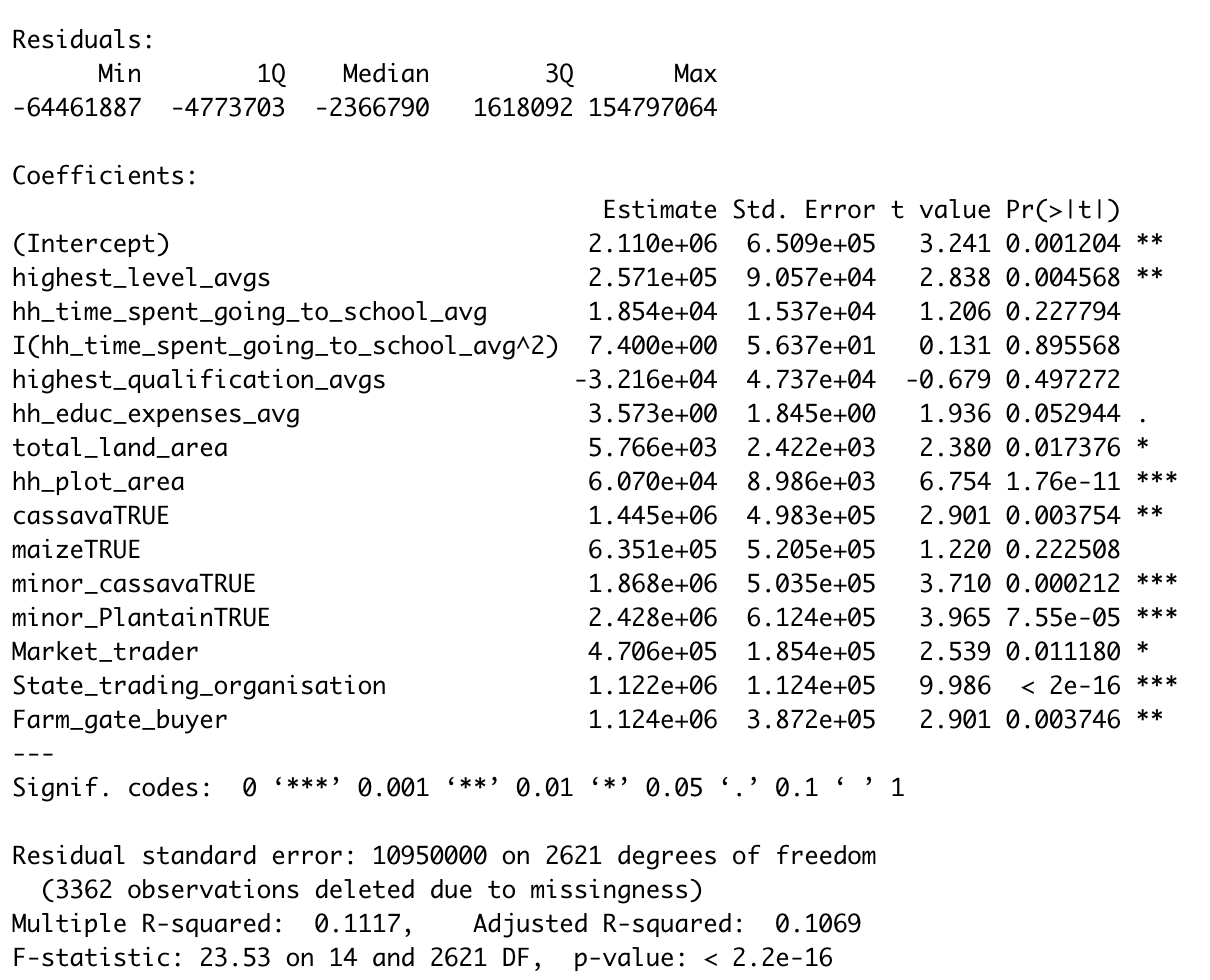 Residuals:
      Min        1Q    Median        3Q       Max
-64461887  -4773703  -2366790   1618092 154797064

Coefficients:
                                         Estimate Std. Error t value Pr(>|t|)
(Intercept)                             2.110e+06  6.509e+05   3.241 0.001204 **
highest_level_avgs                      2.571e+05  9.057e+04   2.838 0.004568 **
hh_time_spent_going_to_school_avg       1.854e+04  1.537e+04   1.206 0.227794
I(hh_time_spent_going_to_school_avg^2)  7.400e+00  5.637e+01   0.131 0.895568
highest_qualification_avgs             -3.216e+04  4.737e+04  -0.679 0.497272
hh_educ_expenses_avg                    3.573e+00  1.845e+00   1.936 0.052944 .
total_land_area                         5.766e+03  2.422e+03   2.380 0.017376 *
hh_plot_area                            6.070e+04  8.986e+03   6.754 1.76e-11 ***
cassavaTRUE                             1.445e+06  4.983e+05   2.901 0.003754 **
maizeTRUE                               6.351e+05  5.205e+05   1.220 0.222508
minor_cassavaTRUE                       1.868e+06  5.035e+05   3.710 0.000212 ***
minor_PlantainTRUE                      2.428e+06  6.124e+05   3.965 7.55e-05 ***
Market_trader                           4.706e+05  1.854e+05   2.539 0.011180 *
State_trading_organisation              1.122e+06  1.124e+05   9.986  < 2e-16 ***
Farm_gate_buyer                         1.124e+06  3.872e+05   2.901 0.003746 **
---
Signif. codes:  0 ‘***’ 0.001 ‘**’ 0.01 ‘*’ 0.05 ‘.’ 0.1 ‘ ’ 1

Residual standard error: 10950000 on 2621 degrees of freedom
  (3362 observations deleted due to missingness)
Multiple R-squared:  0.1117,    Adjusted R-squared:  0.1069
F-statistic: 23.53 on 14 and 2621 DF,  p-value: < 2.2e-16